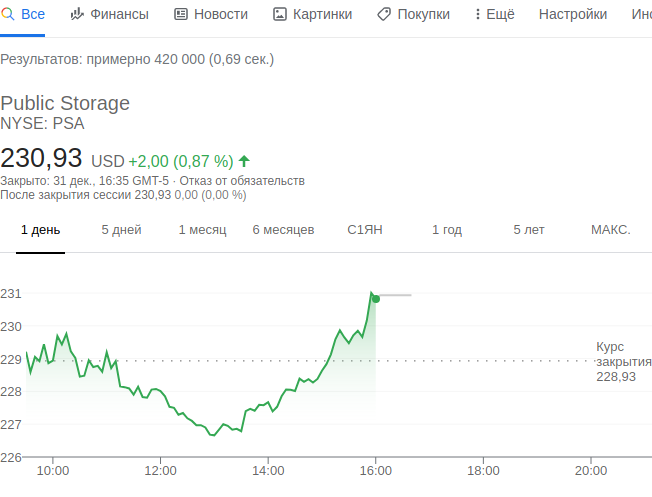 Все Финансы Новости Картинки Покупки Ещё Настройки Инс
Результатов: примерно 420 000 (0,69 сек.)
Public Storage
NYSE: PSA
230,93 USD +2,00 (0,87 %)
Закрыто: 31 дек., 16:35 GMT-5 · Отказ от обязательств
После закрытия сессии 230,93 0,00 (0,00 %)
1 день 5 дней 1 месяц 6 месяцев С1ЯН 1 год 5 лет МАКС.
231
230
229
228
227
226
Курс
закрытия
228,93
10:00 12:00 14:00 16:00 18:00 20:00